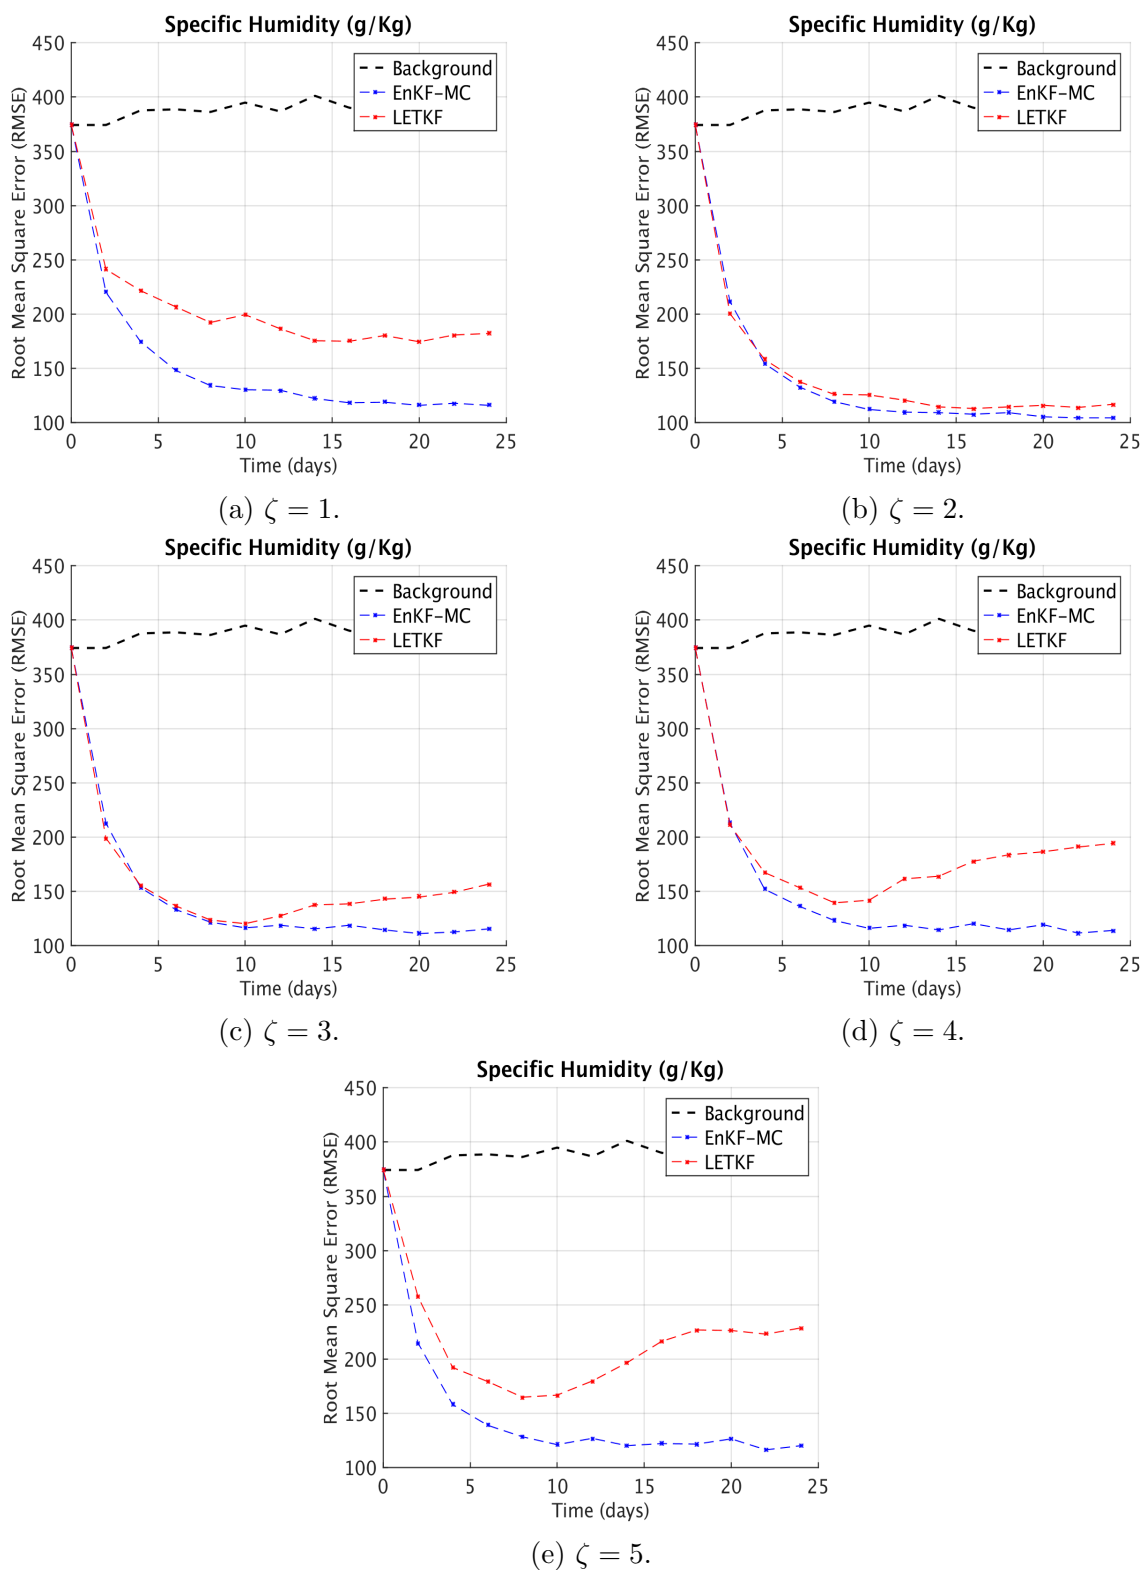 Specific Humidity (g/Kg)
Root Mean Square Error (RMSE)
450
400
350
300
250
200
150
100
0 5 10 15 20 25
Time (days)
Background
EnKF-MC
LETKF
(a) ζ = 1.
Specific Humidity (g/Kg)
Root Mean Square Error (RMSE)
450
400
350
300
250
200
150
100
0 5 10 15 20 25
Time (days)
Background
EnKF-MC
LETKF
(b) ζ = 2.
Specific Humidity (g/Kg)
Root Mean Square Error (RMSE)
450
400
350
300
250
200
150
100
0 5 10 15 20 25
Time (days)
Background
EnKF-MC
LETKF
(c) ζ = 3.
Specific Humidity (g/Kg)
Root Mean Square Error (RMSE)
450
400
350
300
250
200
150
100
0 5 10 15 20 25
Time (days)
Background
EnKF-MC
LETKF
(d) ζ = 4.
Specific Humidity (g/Kg)
Root Mean Square Error (RMSE)
450
400
350
300
250
200
150
100
0 5 10 15 20 25
Time (days)
Background
EnKF-MC
LETKF
(e) ζ = 5.